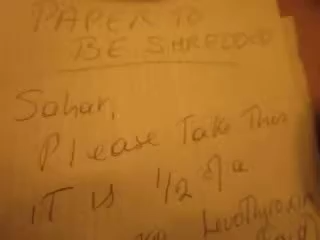 PAPER TO
BE SHREDDED
Sahar,
Please Take This
IT IS 1/2 of a
Levothyroxin